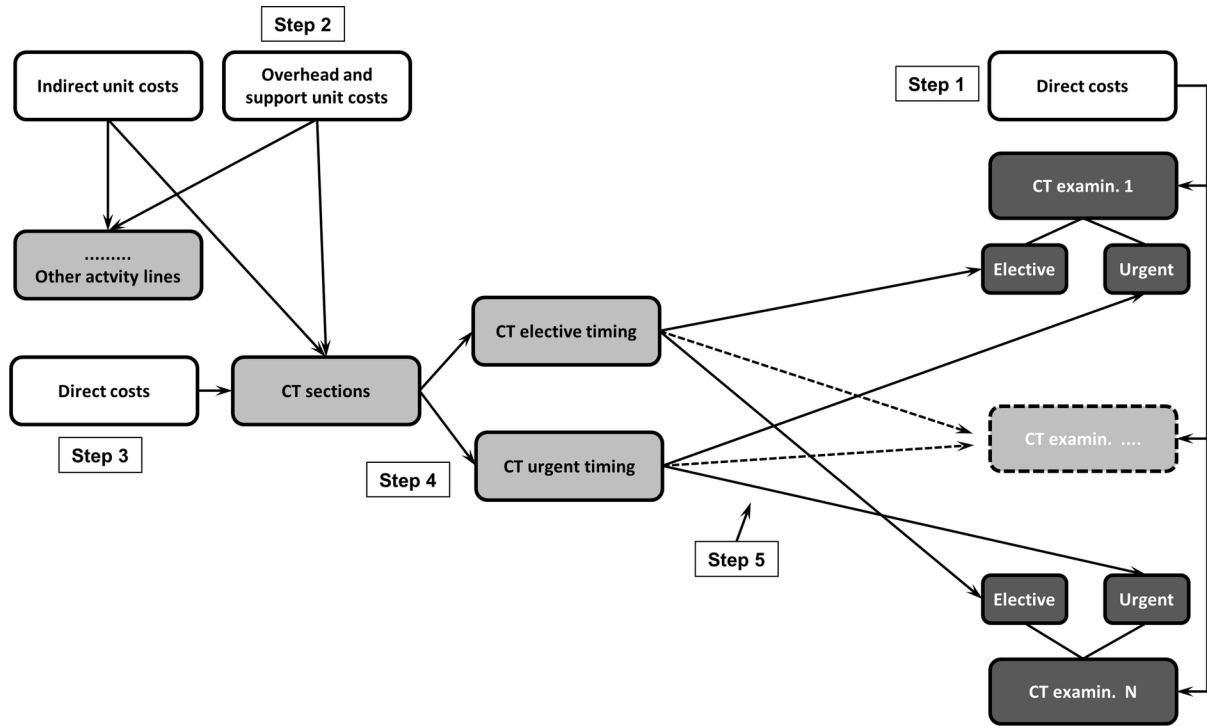 Step 2
Indirect unit costs
Overhead and
support unit costs
Step 1
Direct costs
CT examin. 1
Elective
Urgent
.........
Other actvity lines
CT elective timing
Direct costs
CT sections
CT examin. ....
Step 3
Step 4
CT urgent timing
Step 5
Elective
Urgent
CT examin. N